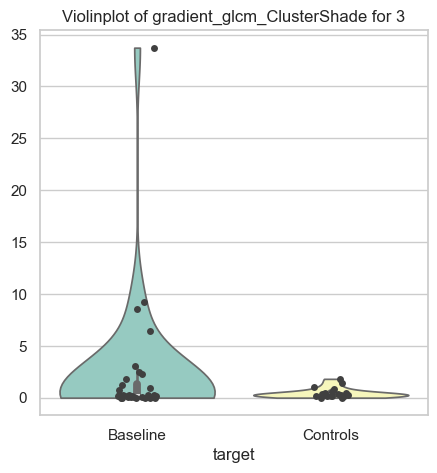 Violinplot of gradient_glcm_ClusterShade for 3
35
30
25
20
15
10
5
0
Baseline Controls
target